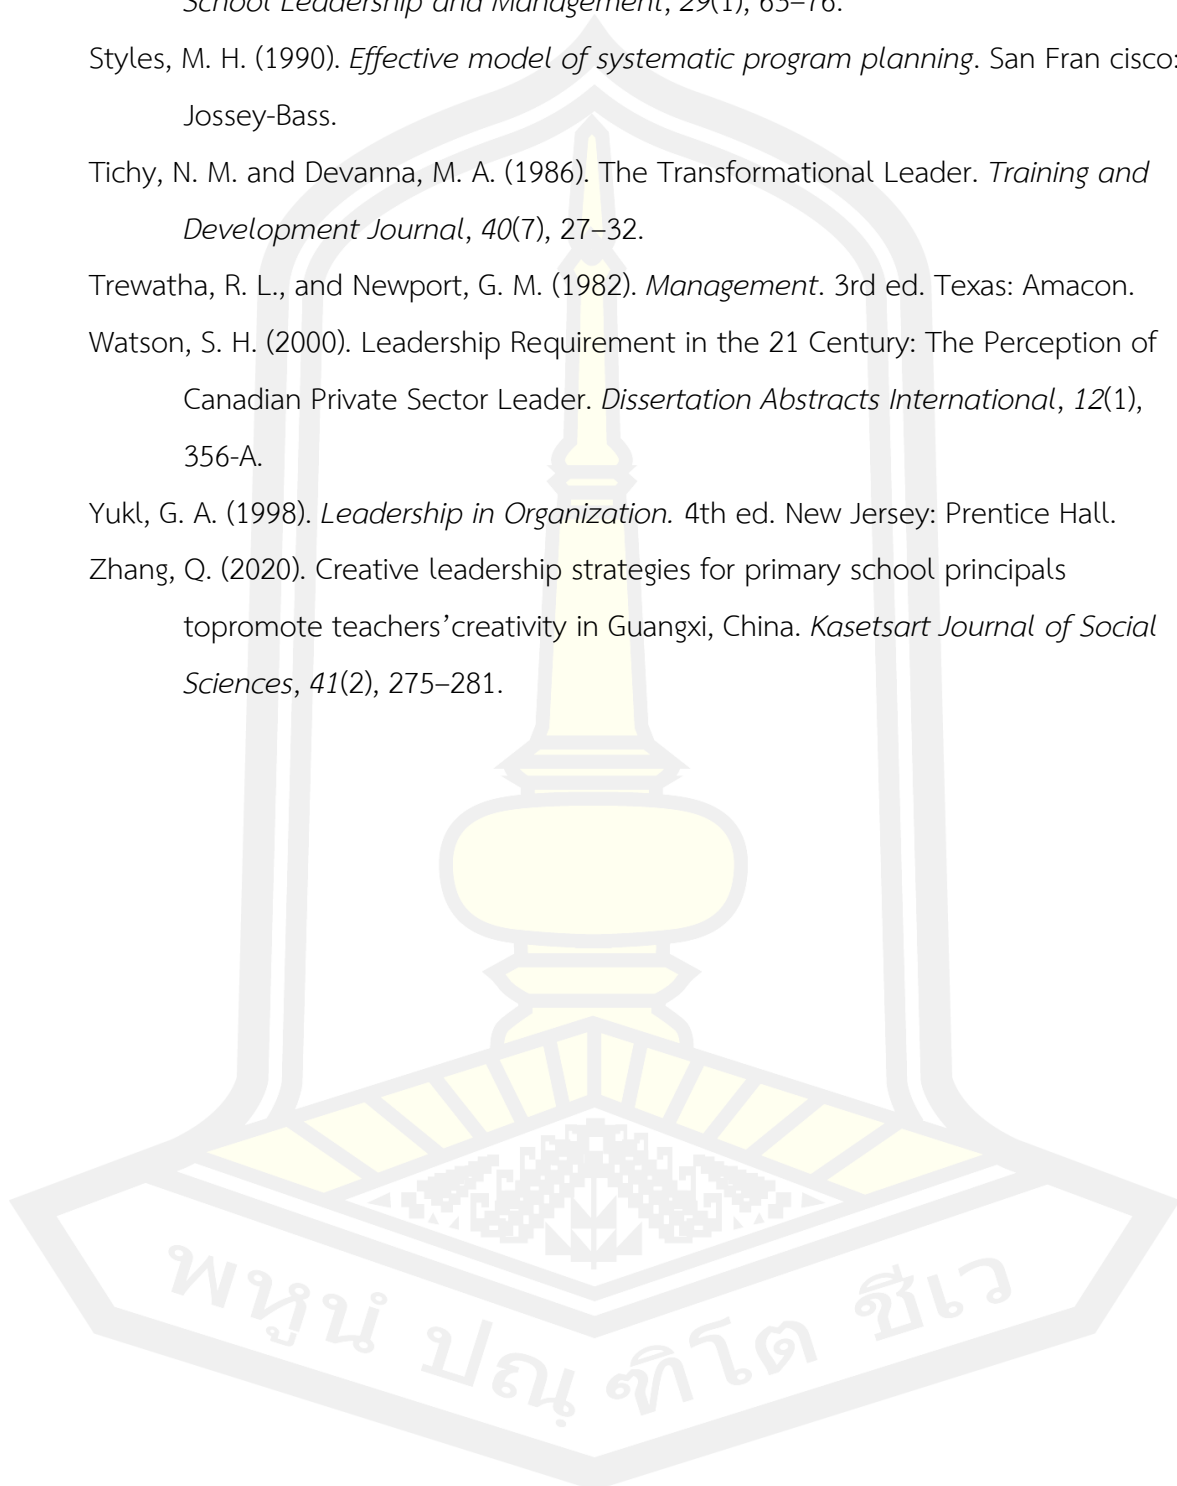 School Leadership and Management, 29(1), 63–76.
Styles, M. H. (1990). Effective model of systematic program planning. San Fran cisco:
Jossey-Bass.
Tichy, N. M. and Devanna, M. A. (1986). The Transformational Leader. Training and
Development Journal, 40(7), 27–32.
Trewatha, R. L., and Newport, G. M. (1982). Management. 3rd ed. Texas: Amacon.
Watson, S. H. (2000). Leadership Requirement in the 21 Century: The Perception of
Canadian Private Sector Leader. Dissertation Abstracts International, 12(1),
356-A.
Yukl, G. A. (1998). Leadership in Organization. 4th ed. New Jersey: Prentice Hall.
Zhang, Q. (2020). Creative leadership strategies for primary school principals
topromote teachers’creativity in Guangxi, China. Kasetsart Journal of Social
Sciences, 41(2), 275–281.
พหูนํ ปณฺฑิโต ชีเว